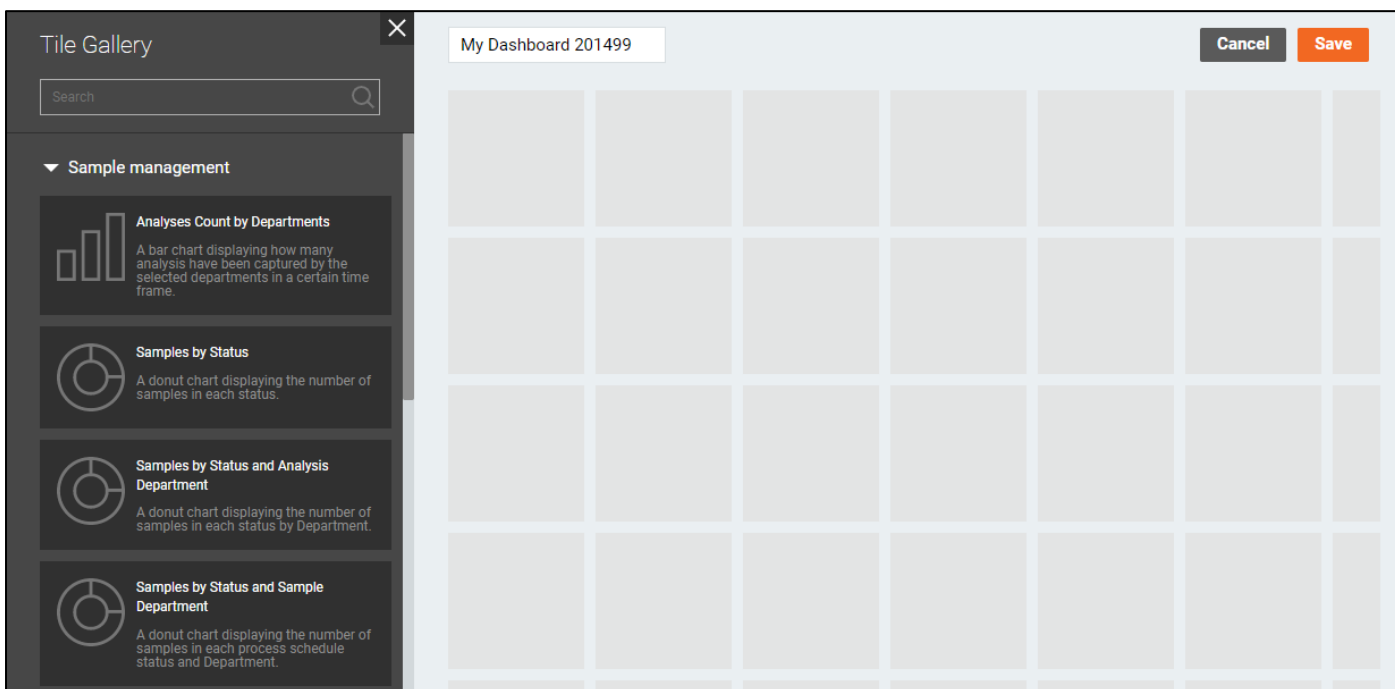 Tile Gallery
My Dashboard 201499
Cancel
Save
Search
Sample management
Analyses Count by Departments
A bar chart displaying how many
analysis have been captured by the
selected departments in a certain time
frame.
Samples by Status
A donut chart displaying the number of
samples in each status.
Samples by Status and Analysis
Department
A donut chart displaying the number of
samples in each status by Department.
Samples by Status and Sample
Department
A donut chart displaying the number of
samples in each process schedule
status and Department.